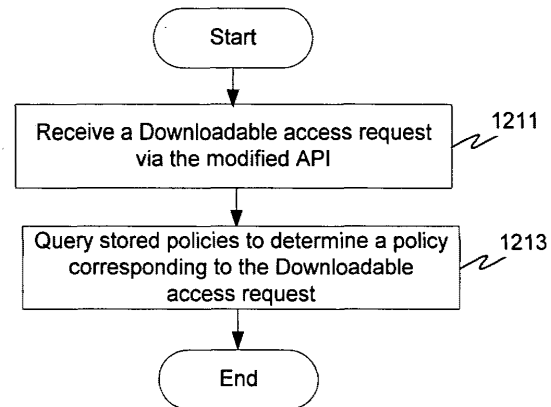 Start
Receive a Downloadable access request
via the modified API
1211
Query stored policies to determine a policy
corresponding to the Downloadable
access request
1213
End